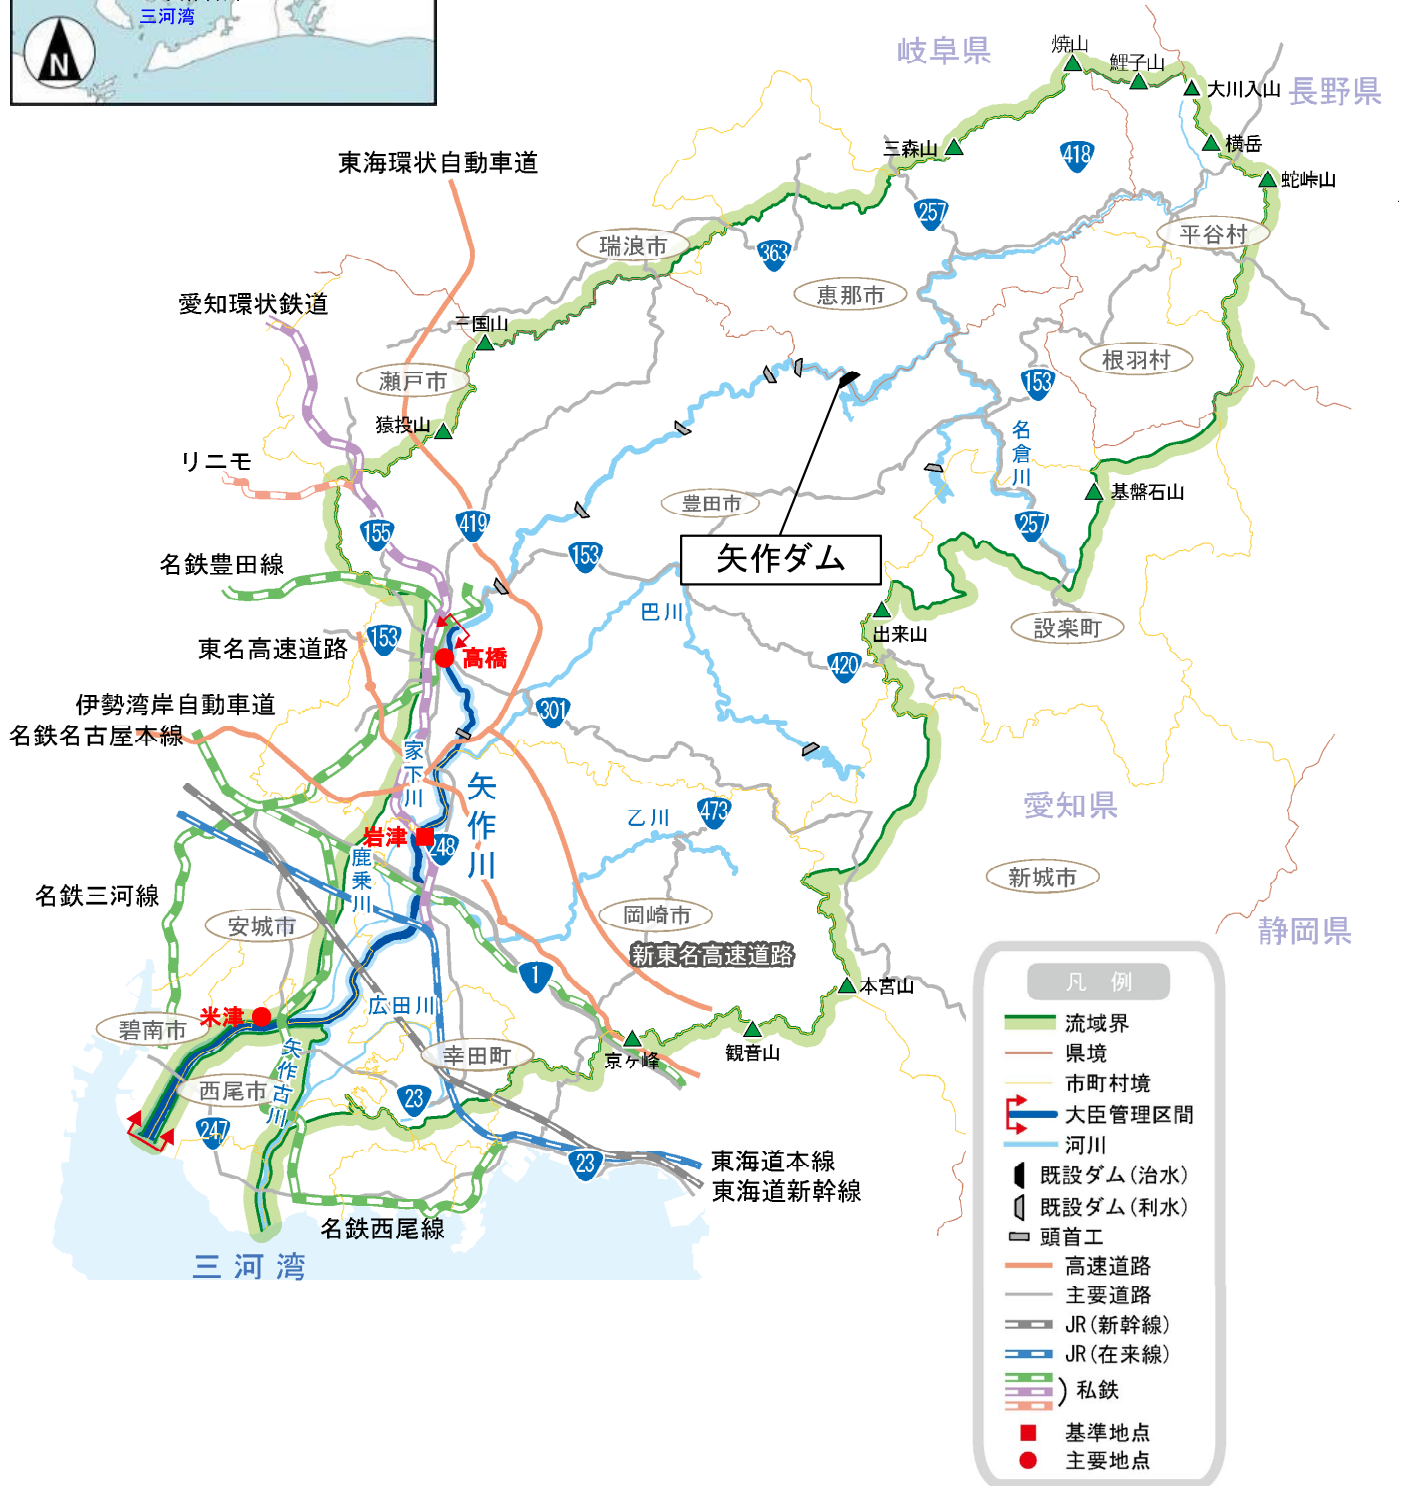 三河湾
N
岐阜県
焼山
鯉子山
大川入山
長野県
三森山
418
横岳
東海環状自動車道
蛇峠山
257
瑞浪市
363
平谷村
恵那市
愛知環状鉄道
三国山
根羽村
瀬戸市
153
猿投山
名倉川
リニモ
基盤石山
豊田市
155
419
257
153
矢作ダム
名鉄豊田線
巴川
設楽町
出来山
153
東名高速道路
高橋
420
伊勢湾岸自動車道
301
名鉄名古屋本線
家下川
矢作川
愛知県
乙川
473
岩津
248
鹿乗川
新城市
名鉄三河線
安城市
岡崎市
静岡県
新東名高速道路
1
本宮山
広田川
米津
碧南市
矢作古川
幸田町
京ヶ峰
観音山
西尾市
23
247
23
東海道本線
東海道新幹線
名鉄西尾線
三河湾
凡 例
流域界
県境
市町村境
大臣管理区間
河川
既設ダム(治水)
既設ダム(利水)
頭首工
高速道路
主要道路
JR(新幹線)
JR(在来線)
私鉄
基準地点
主要地点